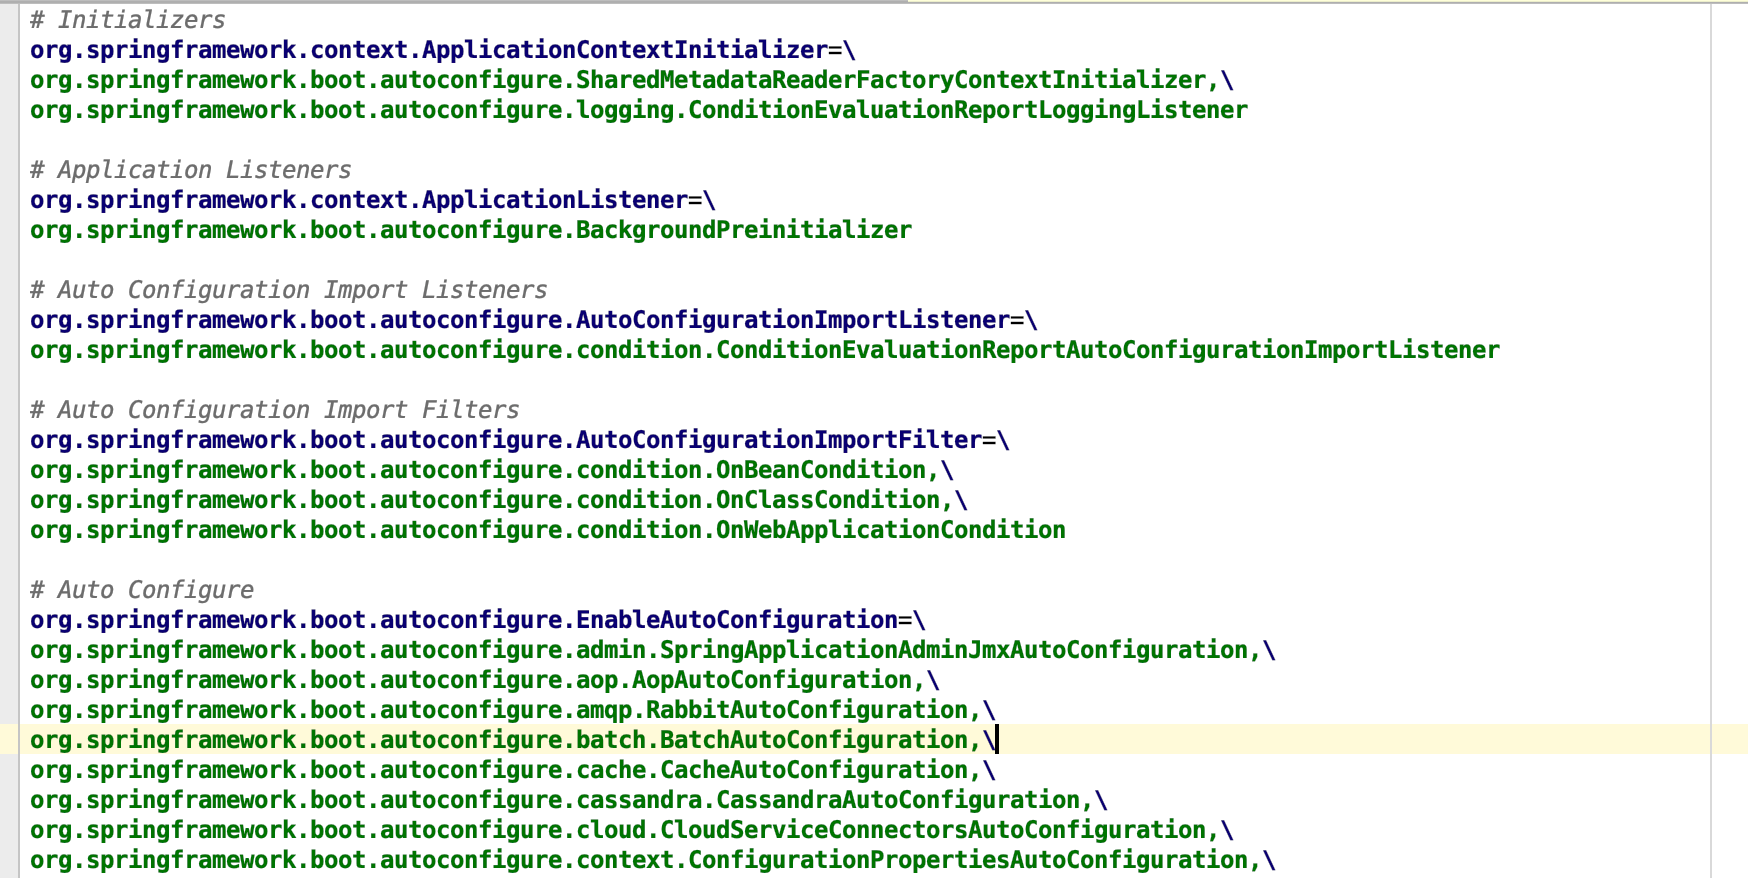 # Initializers
org.springframework.context.ApplicationContextInitializer=\
org.springframework.boot.autoconfigure.SharedMetadataReaderFactoryContextInitializer,\
org.springframework.boot.autoconfigure.logging.ConditionEvaluationReportLoggingListener

# Application Listeners
org.springframework.context.ApplicationListener=\
org.springframework.boot.autoconfigure.BackgroundPreinitializer

# Auto Configuration Import Listeners
org.springframework.boot.autoconfigure.AutoConfigurationImportListener=\
org.springframework.boot.autoconfigure.condition.ConditionEvaluationReportAutoConfigurationImportListener

# Auto Configuration Import Filters
org.springframework.boot.autoconfigure.AutoConfigurationImportFilter=\
org.springframework.boot.autoconfigure.condition.OnBeanCondition,\
org.springframework.boot.autoconfigure.condition.OnClassCondition,\
org.springframework.boot.autoconfigure.condition.OnWebApplicationCondition

# Auto Configure
org.springframework.boot.autoconfigure.EnableAutoConfiguration=\
org.springframework.boot.autoconfigure.admin.SpringApplicationAdminJmxAutoConfiguration,\
org.springframework.boot.autoconfigure.aop.AopAutoConfiguration,\
org.springframework.boot.autoconfigure.amqp.RabbitAutoConfiguration,\
org.springframework.boot.autoconfigure.batch.BatchAutoConfiguration,\
org.springframework.boot.autoconfigure.cache.CacheAutoConfiguration,\
org.springframework.boot.autoconfigure.cassandra.CassandraAutoConfiguration,\
org.springframework.boot.autoconfigure.cloud.CloudServiceConnectorsAutoConfiguration,\
org.springframework.boot.autoconfigure.context.ConfigurationPropertiesAutoConfiguration,\